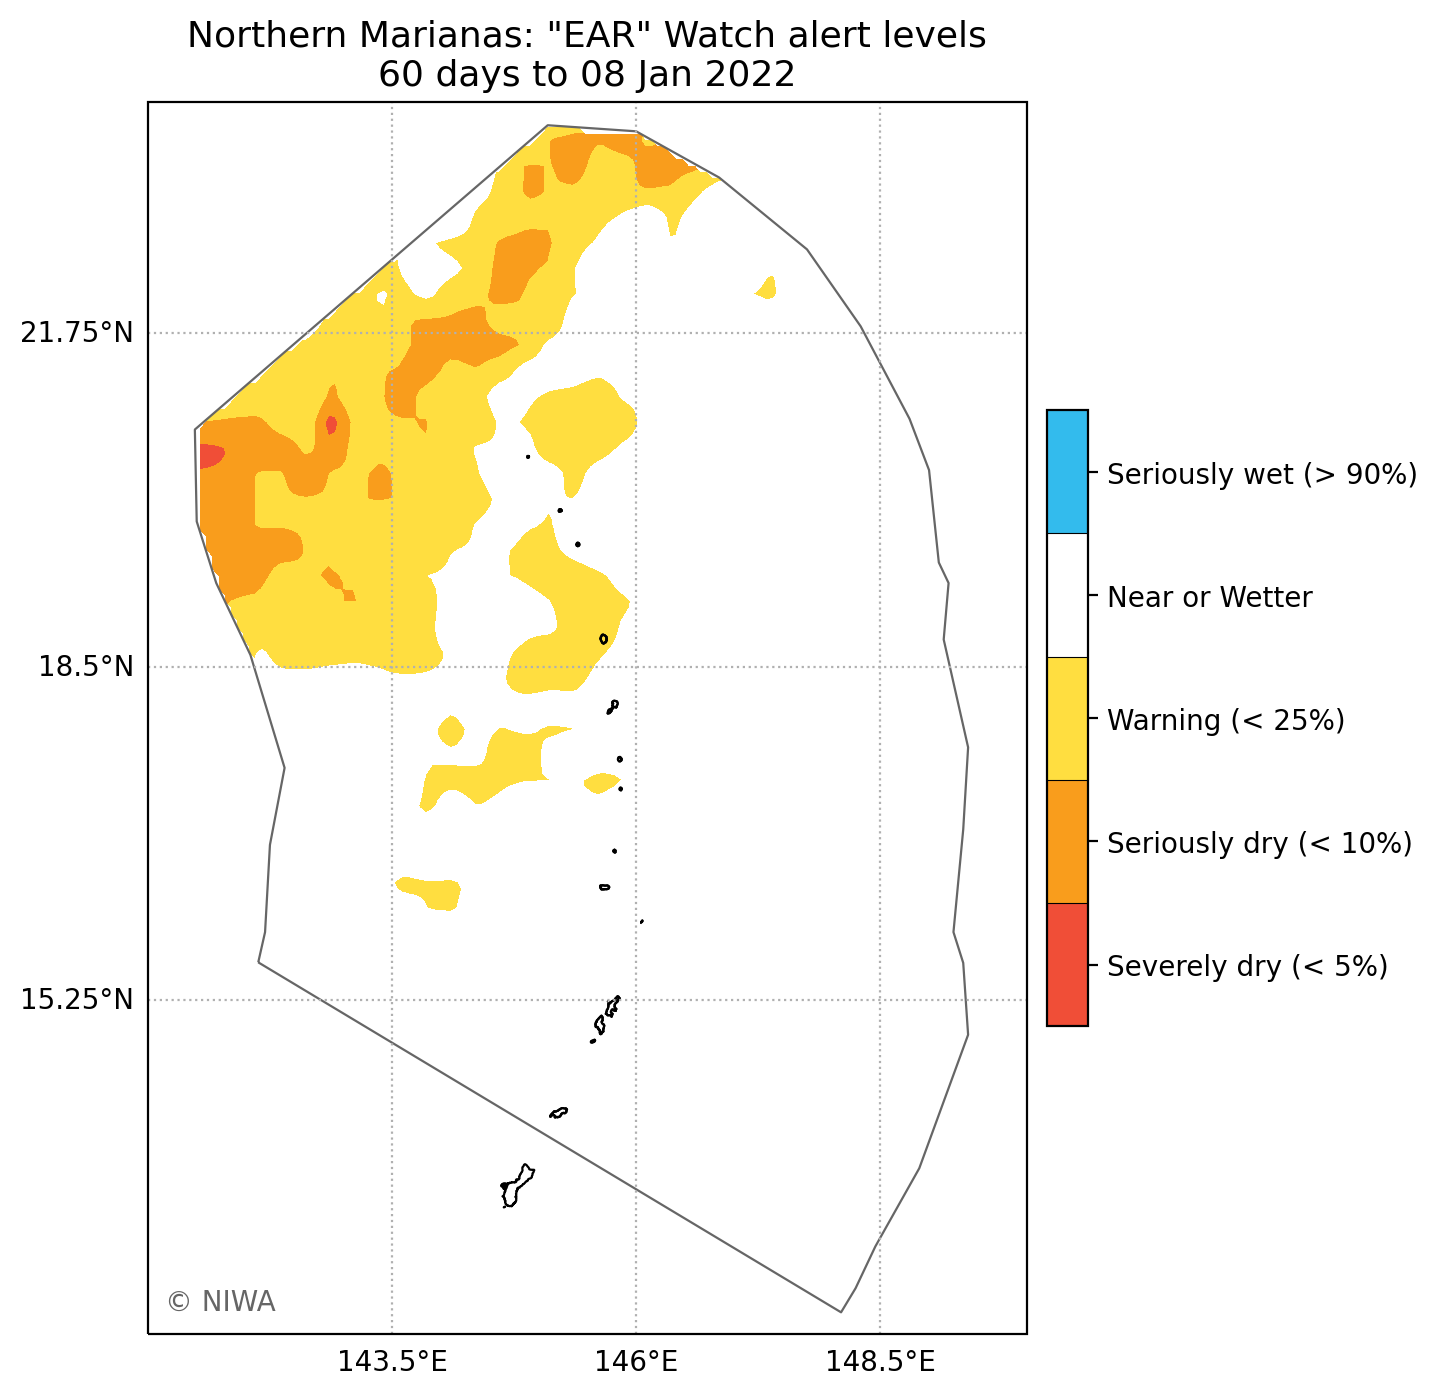 Northern Marianas: "EAR" Watch alert levels
60 days to 08 Jan 2022
21.75°N
18.5°N
15.25°N
143.5°E
146°E
148.5°E
Seriously wet (> 90%)
Near or Wetter
Warning (< 25%)
Seriously dry (< 10%)
Severely dry (< 5%)
© NIWA